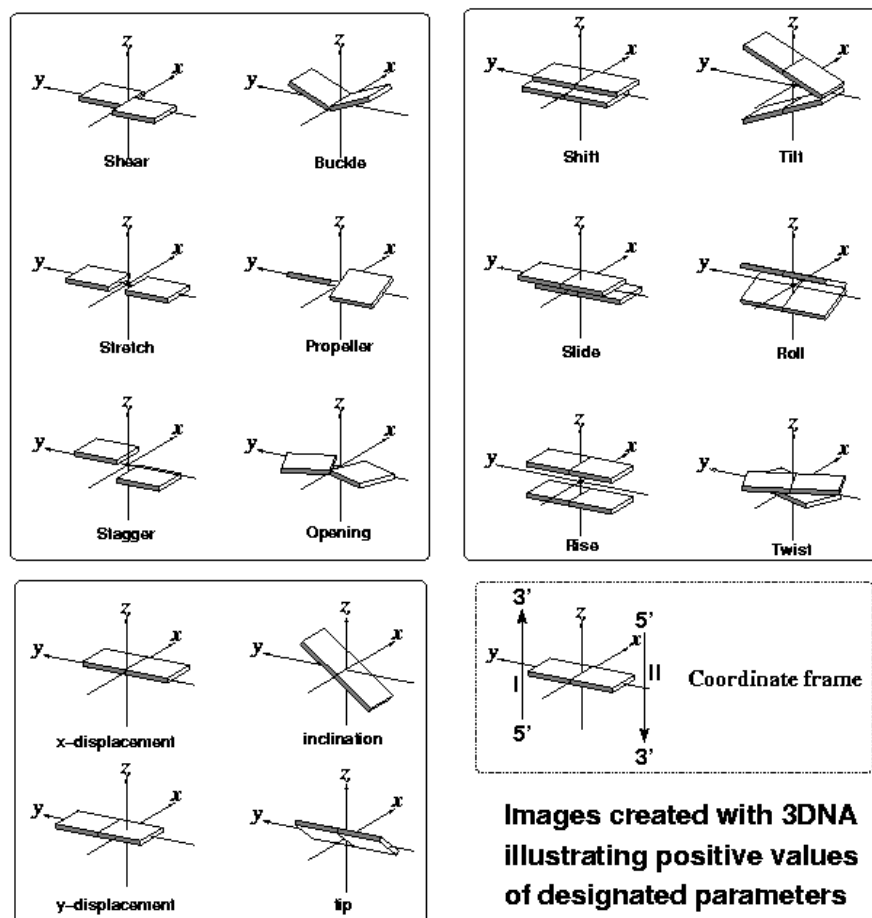 z x y
Shear
z x y
Buckle
z x y
Stretch
z x y
Propeller
z x y
Stagger
z x y
Opening
z x y
Shift
z x y
Tilt
z x y
Slide
z x y
Roll
z x y
Rise
z x y
Twist
z x y
x-displacement
z x y
inclination
z x y
y-displacement
z x y
tip
3' z 5'
x
y
I II Coordinate frame
5' 3'
Images created with 3DNA
illustrating positive values
of designated parameters